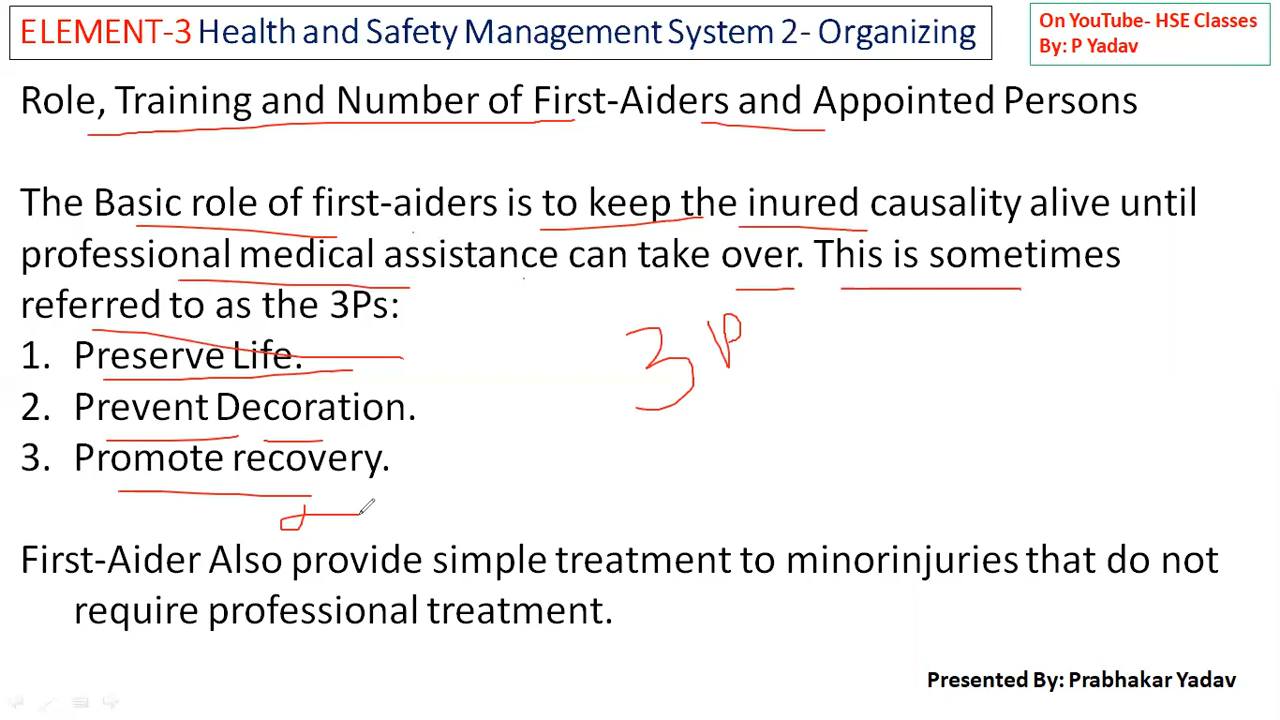 ELEMENT-3 Health and Safety Management System 2- Organizing
On YouTube- HSE Classes
By: P Yadav
Role, Training and Number of First-Aiders and Appointed Persons
The Basic role of first-aiders is to keep the inured causality alive until
professional medical assistance can take over. This is sometimes
referred to as the 3Ps:
1. Preserve Life.
2. Prevent Decoration.
3. Promote recovery.
3P
First-Aider Also provide simple treatment to minorinjuries that do not
require professional treatment.
Presented By: Prabhakar Yadav